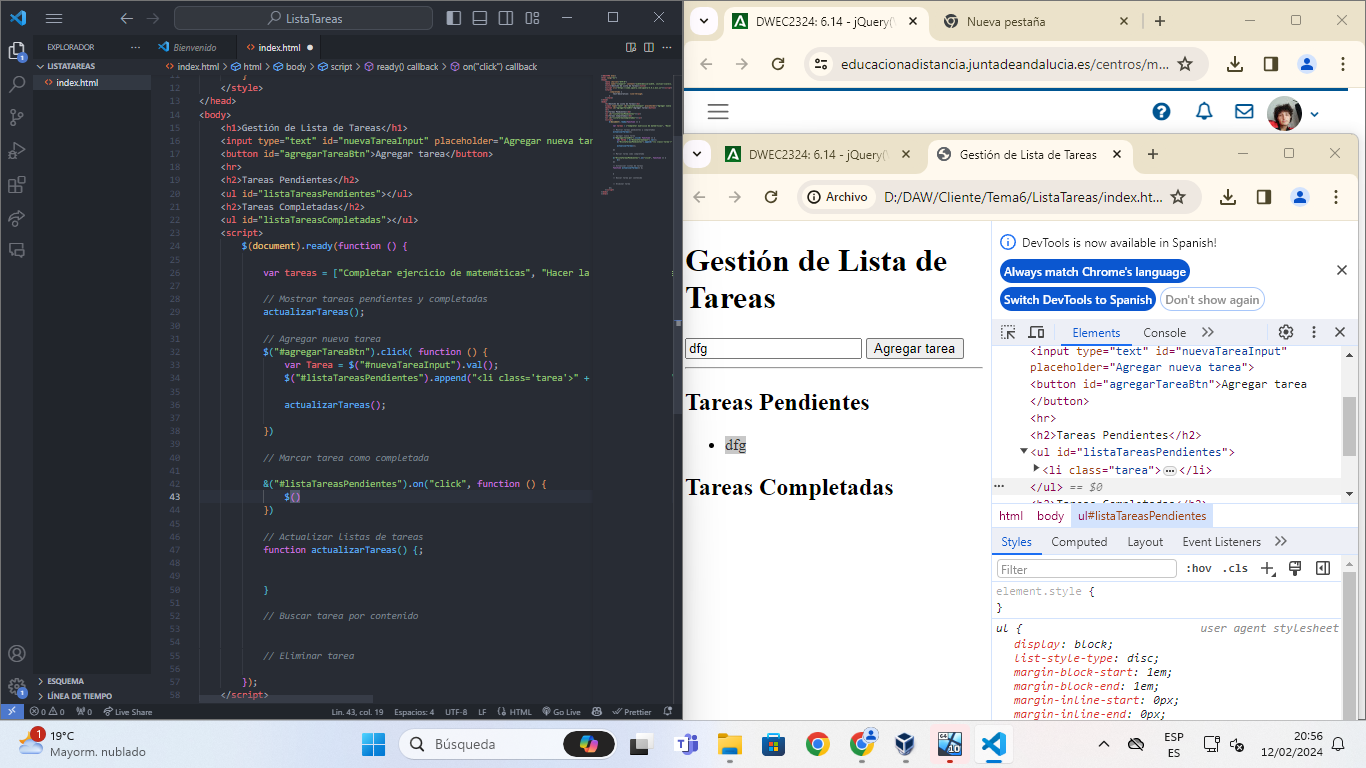 ListaTareas
EXPLORADOR
LISTATAREAS
index.html
ESQUEMA
LÍNEA DE TIEMPO
Bienvenido
index.html
index.html > html > body > script > ready() callback > on("click") callback
12 </style>
13 </head>
14 <body>
15 <h1>Gestión de Lista de Tareas</h1>
16 <input type="text" id="nuevaTareaInput" placeholder="Agregar nueva tar
17 <button id="agregarTareaBtn">Agregar tarea</button>
18 <hr>
19 <h2>Tareas Pendientes</h2>
20 <ul id="listaTareasPendientes"></ul>
21 <h2>Tareas Completadas</h2>
22 <ul id="listaTareasCompletadas"></ul>
23 <script>
24 $(document).ready(function () {
25
26 var tareas = ["Completar ejercicio de matemáticas", "Hacer la
27
28 // Mostrar tareas pendientes y completadas
29 actualizarTareas();
30
31 // Agregar nueva tarea
32 $("#agregarTareaBtn").click( function () {
33 var Tarea = $("#nuevaTareaInput").val();
34 $("#listaTareasPendientes").append("<li class='tarea'>" +
35
36 actualizarTareas();
37
38 })
39
40 // Marcar tarea como completada
41
42 &("#listaTareasPendientes").on("click", function () {
43 $()
44 })
45
46 // Actualizar listas de tareas
47 function actualizarTareas() {;
48
49
50 }
51
52 // Buscar tarea por contenido
53
54
55 // Eliminar tarea
56
57 });
58 </script>
0 0 0 Live Share Lín. 43, col. 19 Espacios: 4 UTF-8 LF HTML Go Live Prettier
DWEC2324: 6.14 - jQuery(
Nueva pestaña
educacionadistancia.juntadeandalucia.es/centros/m...
DWEC2324: 6.14 - jQuery(
Gestión de Lista de Tareas
Archivo D:/DAW/Cliente/Tema6/ListaTareas/index.ht...
Gestión de Lista de
Tareas
dfg Agregar tarea
Tareas Pendientes
dfg
Tareas Completadas
DevTools is now available in Spanish!
Always match Chrome's language
Switch DevTools to Spanish Don't show again
Elements Console
<input type="text" id="nuevaTareaInput"
placeholder="Agregar nueva tarea">
<button id="agregarTareaBtn">Agregar tarea
</button>
<hr>
<h2>Tareas Pendientes</h2>
<ul id="listaTareasPendientes">
<li class="tarea"> ... </li>
</ul> == $0
<h2>Tareas Completadas</h2>
html body ul#listaTareasPendientes
Styles Computed Layout Event Listeners
Filter :hov .cls
element.style {
}
ul { user agent stylesheet
display: block;
list-style-type: disc;
margin-block-start: 1em;
margin-block-end: 1em;
margin-inline-start: 0px;
margin-inline-end: 0px;
1
19°C
Mayorm. nublado
Búsqueda
ESP
ES
20:56
12/02/2024